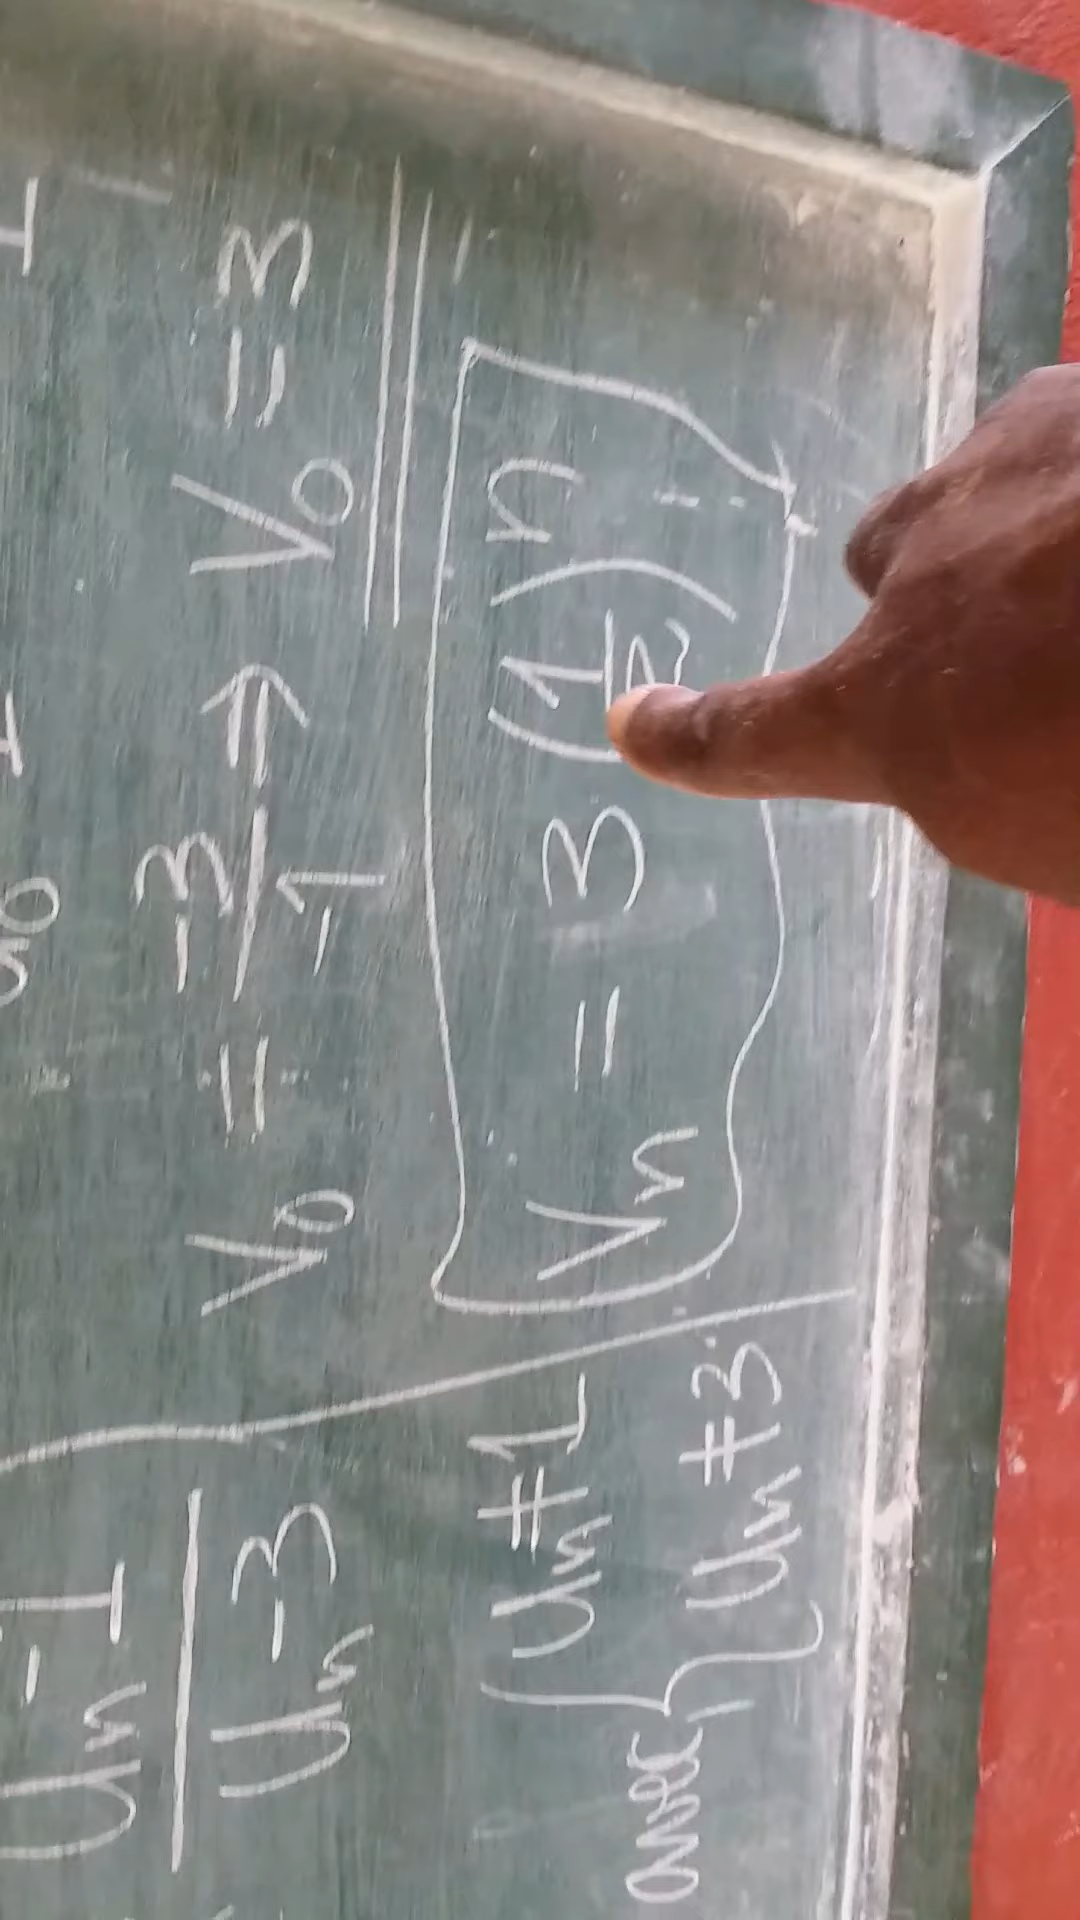 Un-1
Un-3
avec { Un≠1
Un≠3
V0 = -3/-1 ⇒ V0 = 3
Vn = 3 (1/2)^n